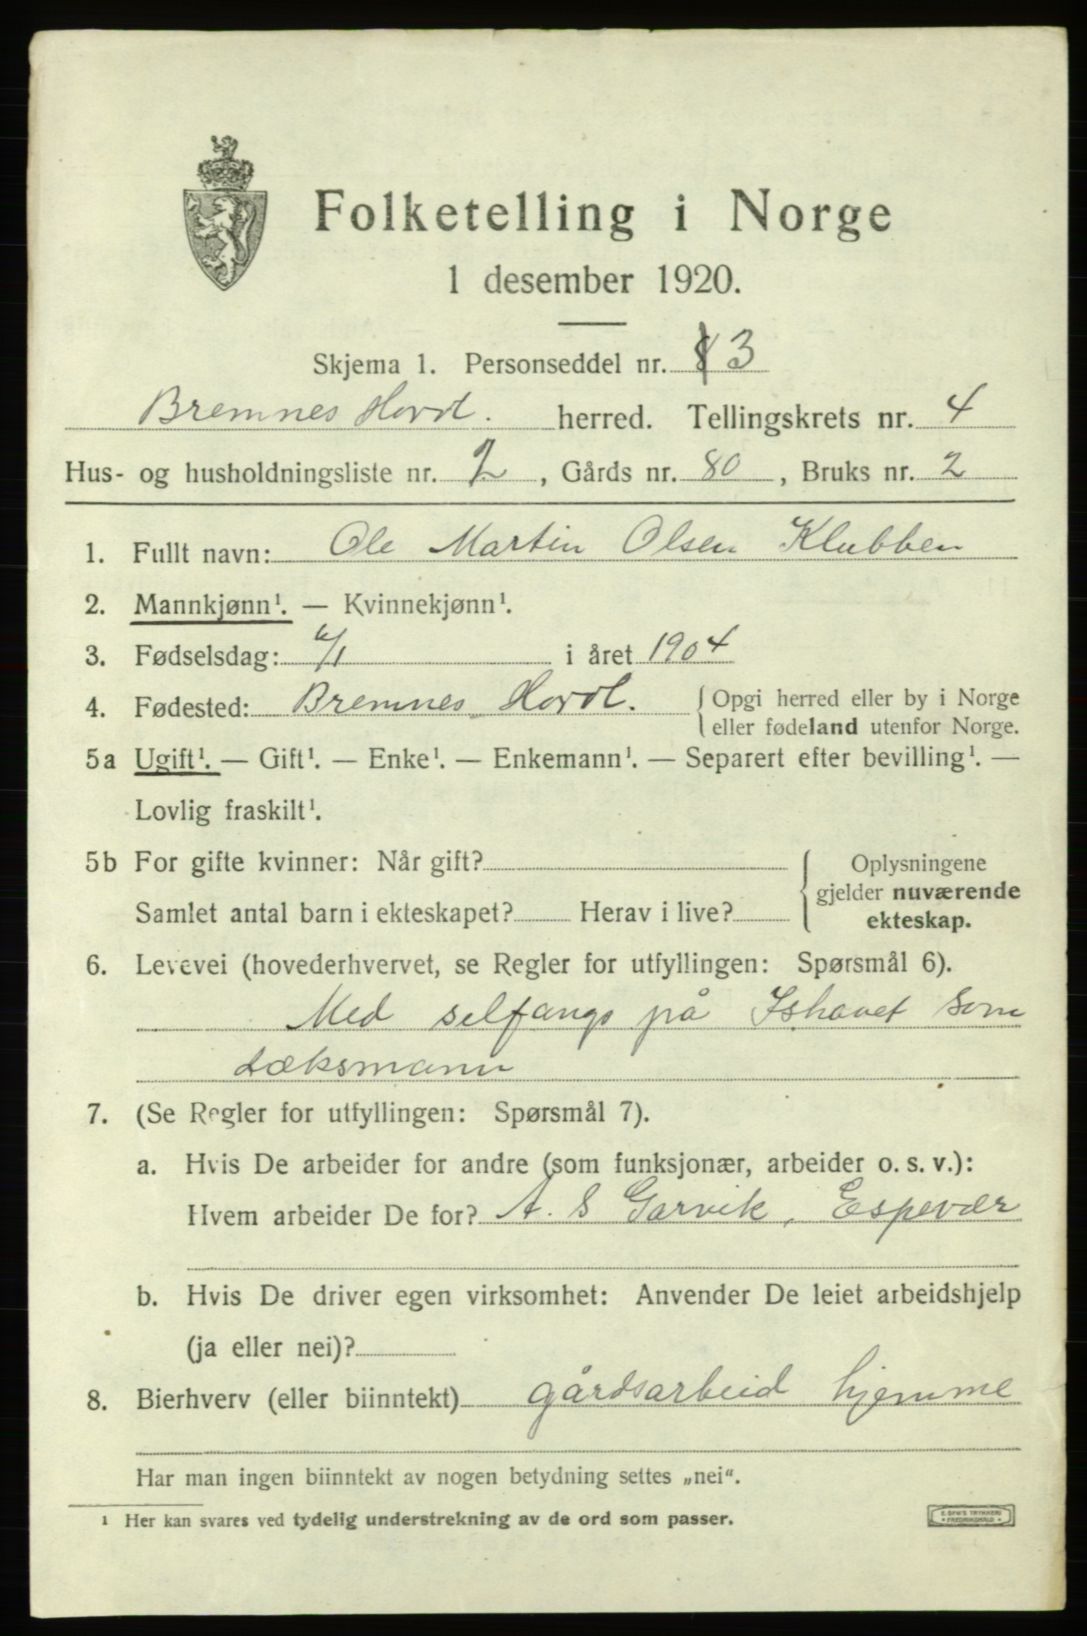 Folketelling i Norge
1 desember 1920.
Skjema 1. Personseddel nr. 3
Bremnes Hord. herred. Tellingskrets nr. 4
Hus- og husholdningsliste nr. 2, Gårds nr. 80, Bruks nr. 2
1. Fullt navn: Ole Martin Olsen Klubben
2. Mannkjønn¹. — Kvinnekjønn¹.
3. Fødselsdag: 6/1 i året 1904
4. Fødested: Bremnes Hord. {Opgi herred eller by i Norge
eller fødeland utenfor Norge.
5a Ugift¹. — Gift¹. — Enke¹. — Enkemann¹. — Separert efter bevilling¹. —
Lovlig fraskilt¹.
5b For gifte kvinner: Når gift? { Oplysningene
gjelder nuværende
Samlet antal barn i ekteskapet? Herav i live?
ekteskap.
6. Levevei (hovederhvervet, se Regler for utfyllingen: Spørsmål 6).
Med selfangs på Ishavet som
dæksmann
7. (Se Regler for utfyllingen: Spørsmål 7).
a. Hvis De arbeider for andre (som funksjonær, arbeider o. s. v.):
Hvem arbeider De for? A. S Garvik, Espevær
b. Hvis De driver egen virksomhet: Anvender De leiet arbeidshjelp
(ja eller nei)?
8. Bierhverv (eller biinntekt) gårdsarbeid hjemme
Har man ingen biinntekt av nogen betydning settes „nei“.
¹ Her kan svares ved tydelig understrekning av de ord som passer.